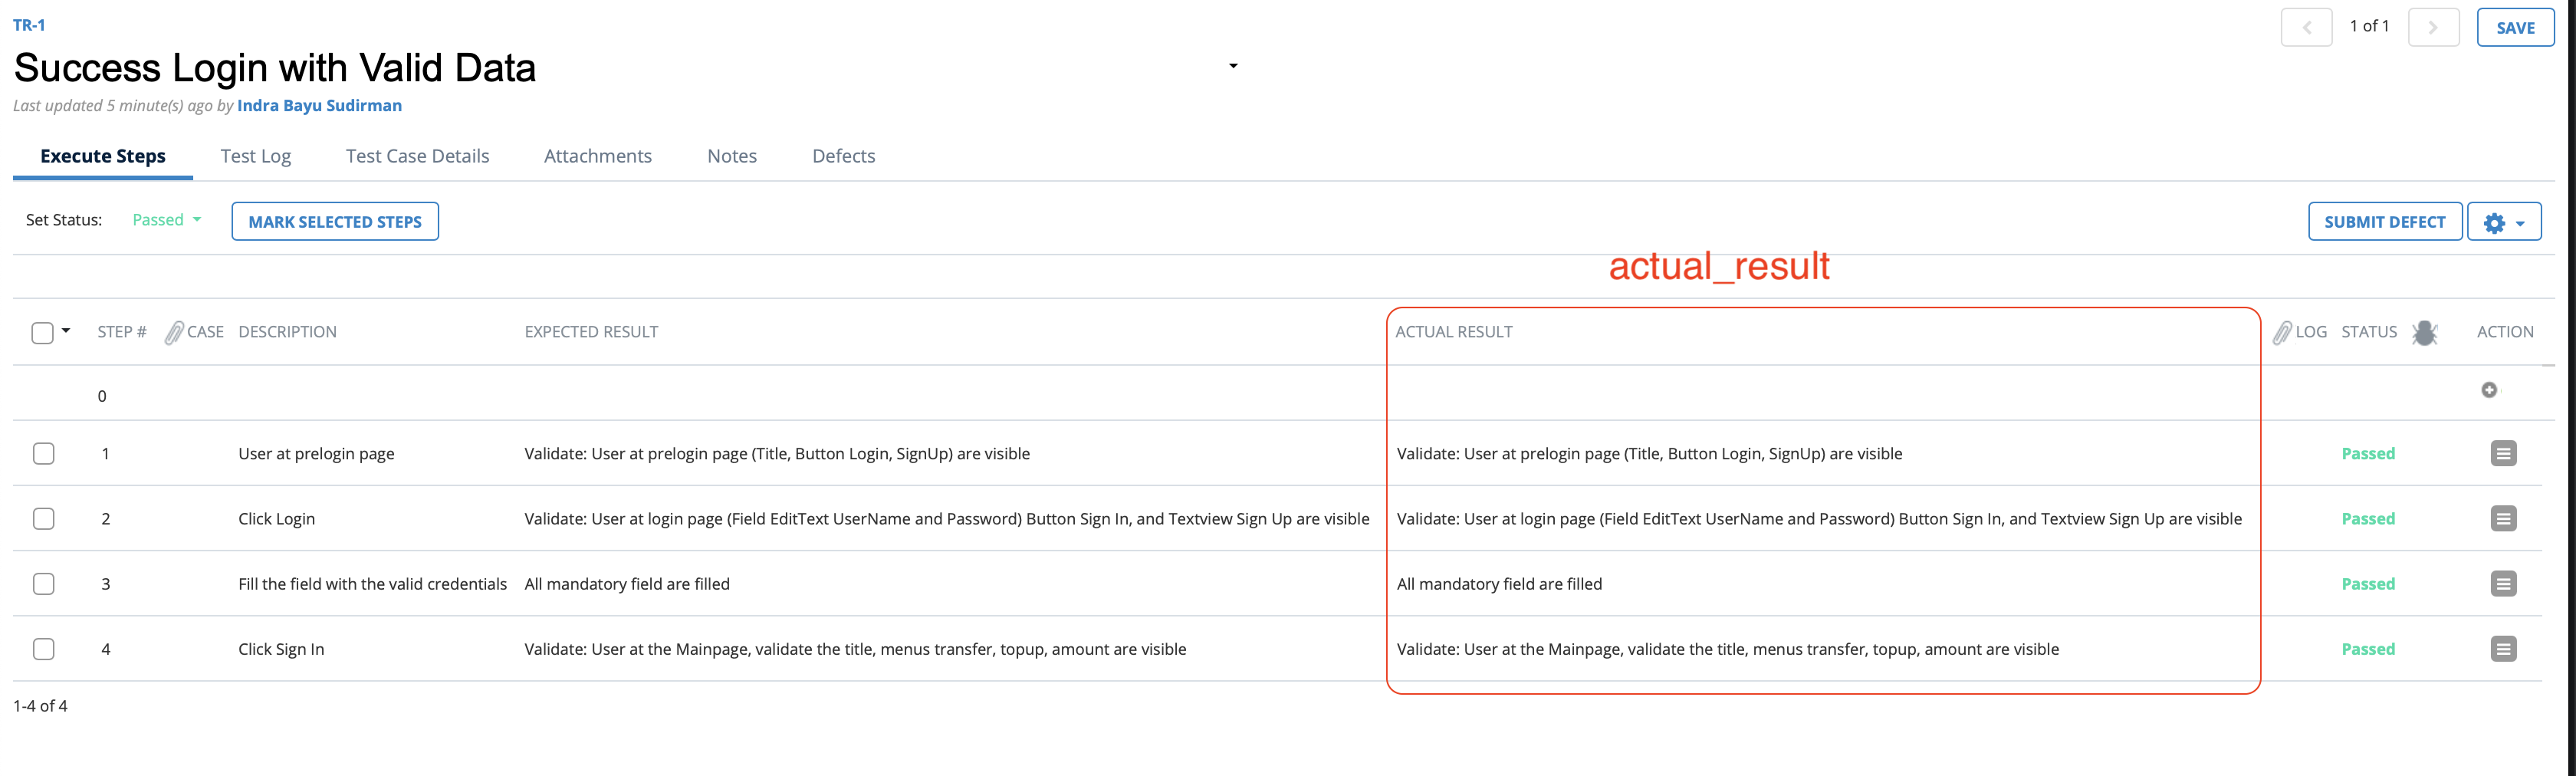 TR-1
1 of 1
SAVE
Success Login with Valid Data
Last updated 5 minute(s) ago by Indra Bayu Sudirman
Execute Steps Test Log Test Case Details Attachments Notes Defects
Set Status: Passed MARK SELECTED STEPS SUBMIT DEFECT
actual_result
STEP # CASE DESCRIPTION EXPECTED RESULT ACTUAL RESULT LOG STATUS ACTION
0
1 User at prelogin page Validate: User at prelogin page (Title, Button Login, SignUp) are visible Validate: User at prelogin page (Title, Button Login, SignUp) are visible Passed
2 Click Login Validate: User at login page (Field EditText UserName and Password) Button Sign In, and Textview Sign Up are visible Validate: User at login page (Field EditText UserName and Password) Button Sign In, and Textview Sign Up are visible Passed
3 Fill the field with the valid credentials All mandatory field are filled All mandatory field are filled Passed
4 Click Sign In Validate: User at the Mainpage, validate the title, menus transfer, topup, amount are visible Validate: User at the Mainpage, validate the title, menus transfer, topup, amount are visible Passed
1-4 of 4